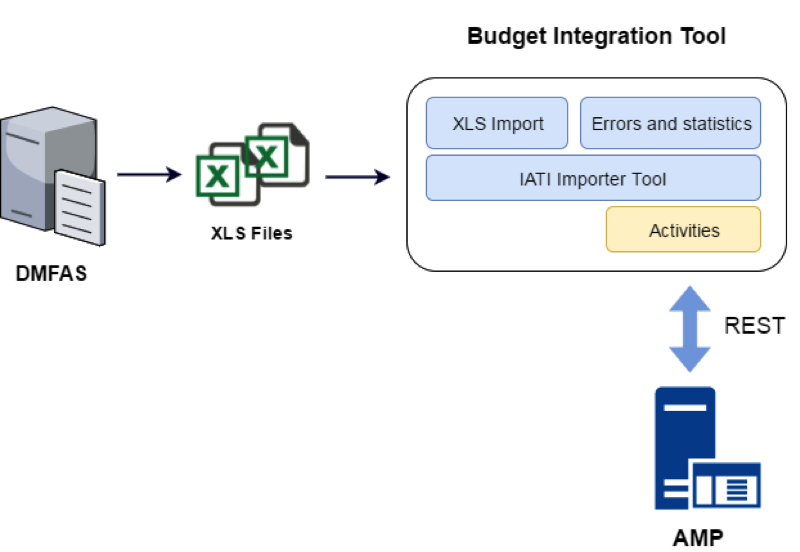 Budget Integration Tool
XLS Import
Errors and statistics
IATI Importer Tool
Activities
X
X
XLS Files
DMFAS
REST
AMP